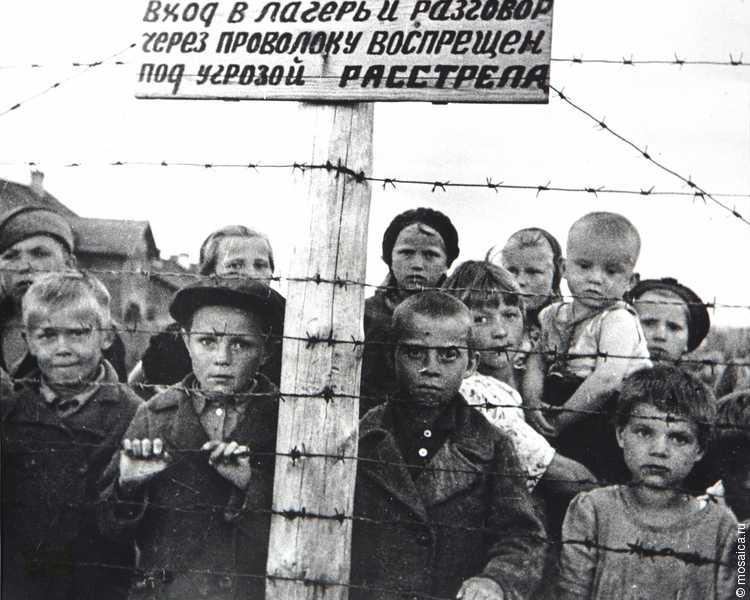 Вход в лагерь и разговор
через проволоку воспрещен
под угрозой расстрела
© mosaica.ru